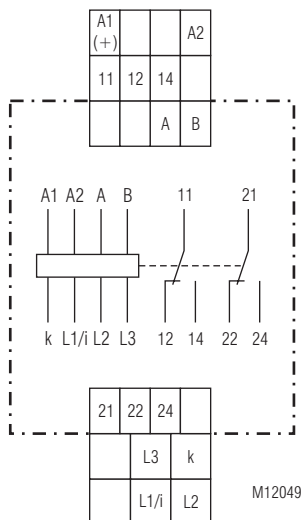 A1 (+) A2
11 12 14
A B
A1 A2 A B 11 21
k L1/i L2 L3 12 14 22 24
21 22 24
L3 k
L1/i L2
M12049